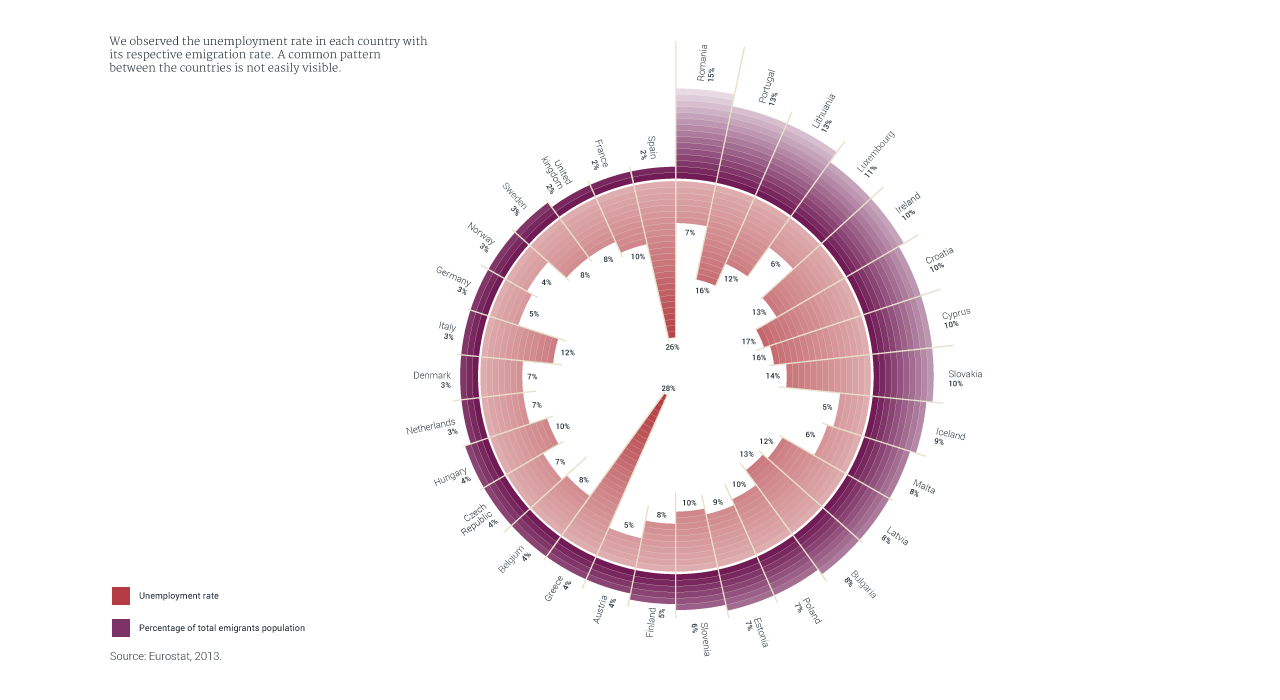 We observed the unemployment rate in each country with
its respective emigration rate. A common pattern
between the countries is not easily visible.
Romania
15%
Portugal
13%
Lithuania
13%
Luxembourg
11%
Ireland
10%
Croatia
10%
Cyprus
10%
Slovakia
10%
Iceland
9%
Malta
8%
Latvia
8%
Bulgaria
8%
Poland
7%
Estonia
7%
Slovenia
6%
Finland
5%
Austria
4%
Greece
4%
Belgium
4%
Czech
Republic
4%
Hungary
4%
Netherlands
3%
Denmark
3%
Italy
3%
Germany
3%
Norway
3%
Sweden
3%
United
kingdom
2%
France
2%
Spain
2%
7%
16%
12%
6%
13%
17%
16%
14%
5%
6%
12%
13%
10%
9%
10%
8%
5%
28%
8%
7%
10%
7%
7%
12%
5%
4%
8%
8%
10%
26%
Unemployment rate
Percentage of total emigrants population
Source: Eurostat, 2013.